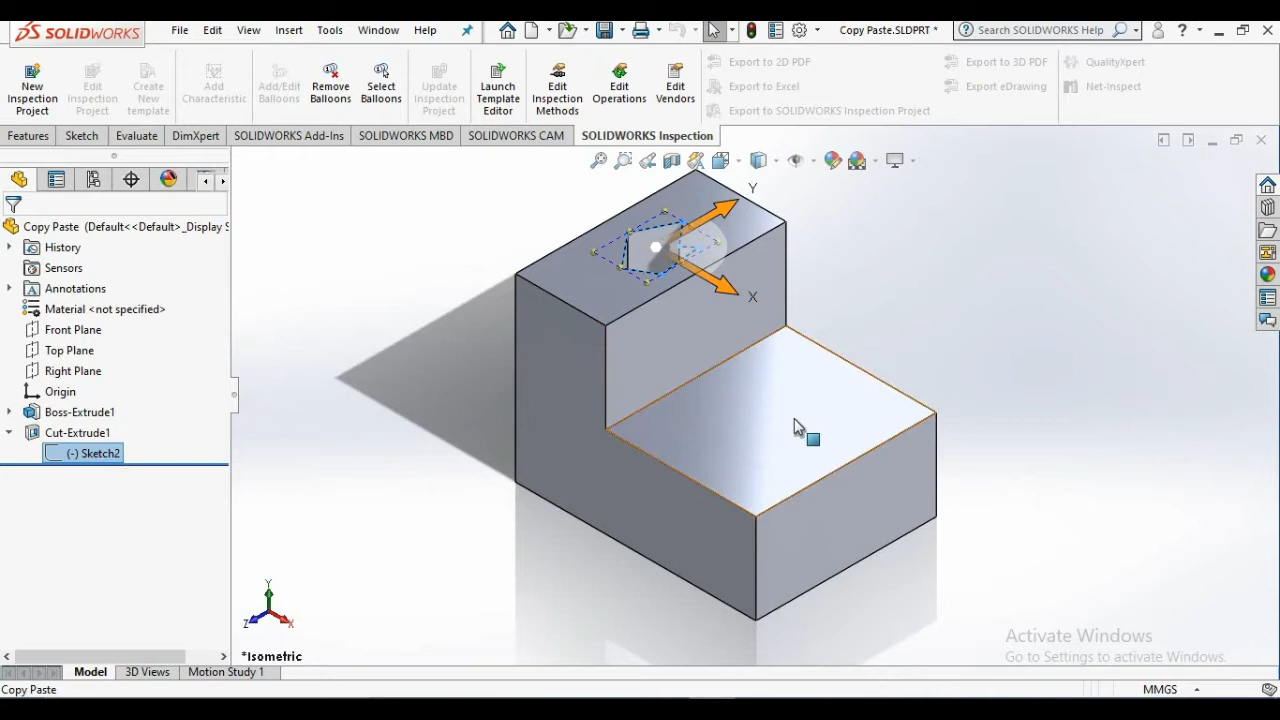 SOLIDWORKS File Edit View Insert Tools Window Help Copy Paste.SLDPRT * Search SOLIDWORKS Help ?
New Inspection Project
Edit Inspection Project
Create New template
Add Characteristic
Add/Edit Balloons
Remove Balloons
Select Balloons
Update Inspection Project
Launch Template Editor
Edit Inspection Methods
Edit Operations
Edit Vendors
Export to 2D PDF
Export to Excel
Export to SOLIDWORKS Inspection Project
Export to 3D PDF
Export eDrawing
QualityXpert
Net-Inspect
Features Sketch Evaluate DimXpert SOLIDWORKS Add-Ins SOLIDWORKS MBD SOLIDWORKS CAM SOLIDWORKS Inspection
Copy Paste (Default<<Default>_Display S
History
Sensors
Annotations
Material <not specified>
Front Plane
Top Plane
Right Plane
Origin
Boss-Extrude1
Cut-Extrude1
(-) Sketch2
Y
X
Y
Z
X
*Isometric
Activate Windows
Go to Settings to activate Windows.
Model 3D Views Motion Study 1
Copy Paste MMGS